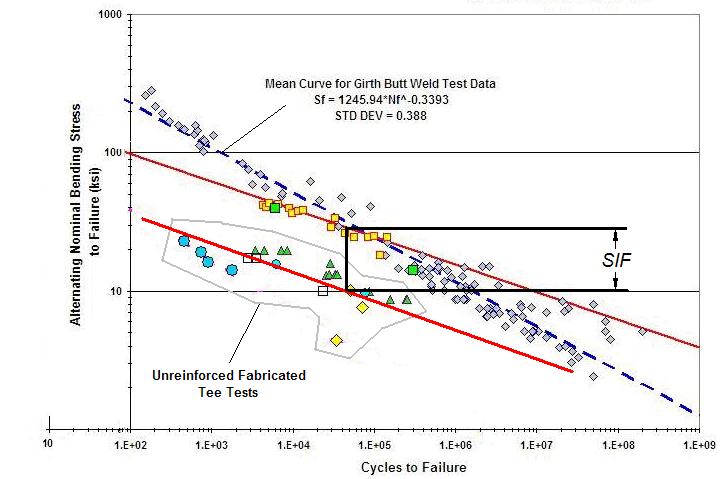 1000
Mean Curve for Girth Butt Weld Test Data
Sf = 1245.94*Nf^-0.3393
STD DEV = 0.388
100
Alternating Nominal Bending Stress
to Failure (ksi)
SIF
10
Unreinforced Fabricated
Tee Tests
10
1.E+02
1.E+03
1.E+04
1.E+05
1.E+06
1.E+07
1.E+08
1.E+09
Cycles to Failure